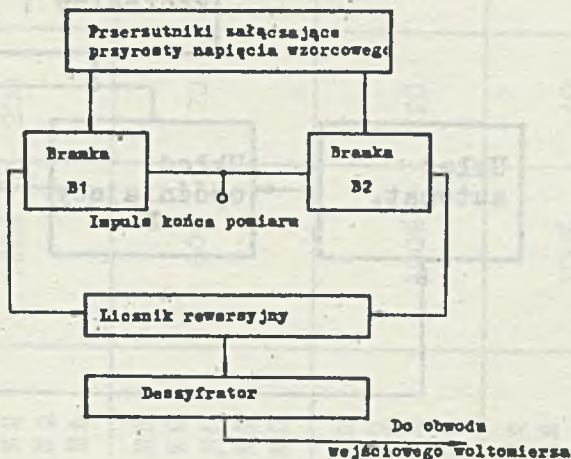 Przerzutniki załączające
przyrosty napięcia wzorcowego
Bramka
B1
Bramka
B2
Impuls końca pomiaru
Licznik rewersyjny
Deszyfrator
Do obwodu
wejściowego woltomierza